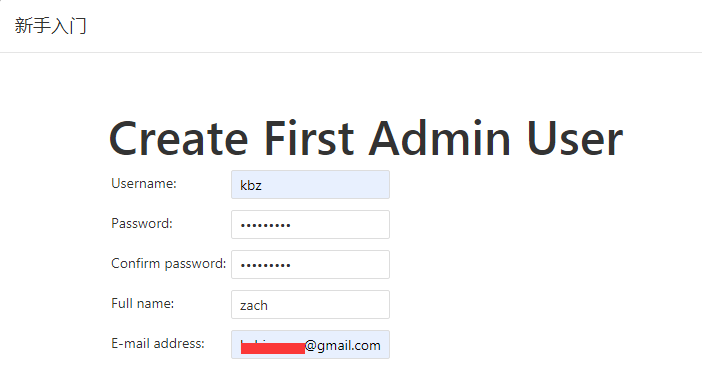 新手入门
Create First Admin User
Username: kbz
Password: •••••••••
Confirm password: •••••••••
Full name: zach
E-mail address: @gmail.com